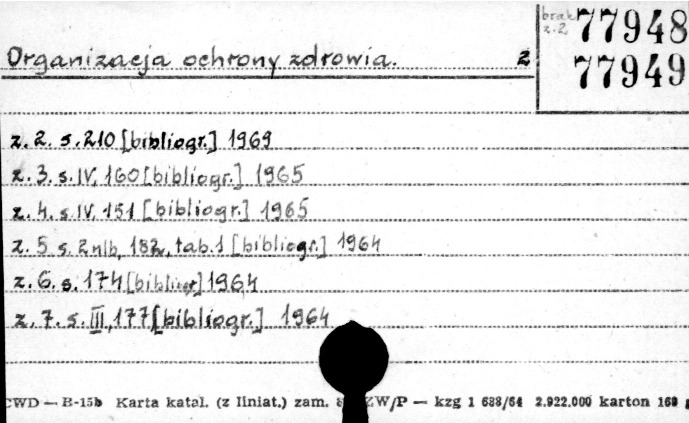 brak 77948
z. 2
Organizacja ochrony zdrowia. 2
77949
z. 2. s. 210 [bibliogr.] 1969
z. 3. s. IV, 160 [bibliogr.] 1965
z. 4. s. IV, 151 [bibliogr.] 1965
z. 5 s. 2 nlb, 182, tab. 1 [bibliogr.] 1964
z. 6. s. 174 [bibliogr] 1964
z. 7. s. III, 177 [bibliogr.] 1964
CWD — B-15b Karta katal. (z liniat.) zam. ZW/P — kzg 1 688/64 2.922.000 karton 160 g